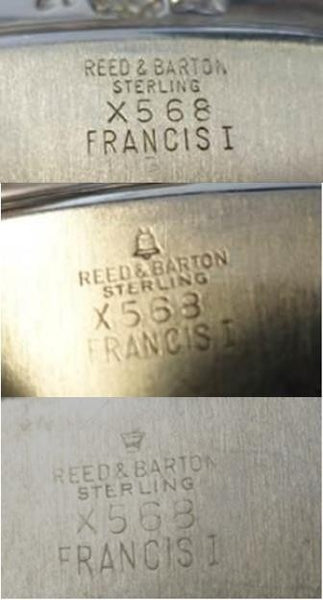 REED & BARTON
STERLING
X568
FRANCIS I
REED & BARTON
STERLING
X568
FRANCIS I
REED & BARTON
STERLING
X568
FRANCIS I